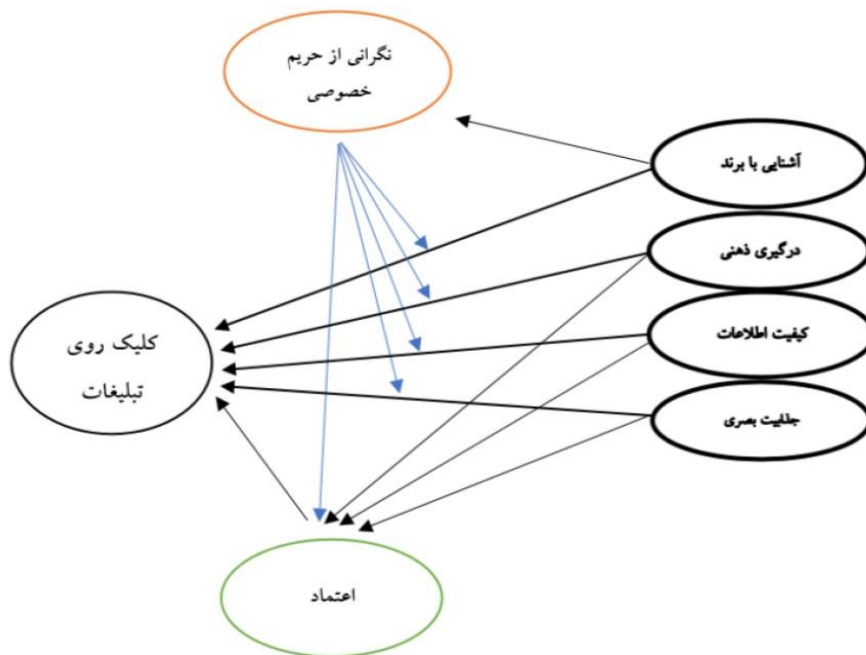 نگرانی از حریم
خصوصی
آشنایی با برند
درگیری ذهنی
کیفیت اطلاعات
جذابیت بصری
کلیک روی
تبلیغات
اعتماد